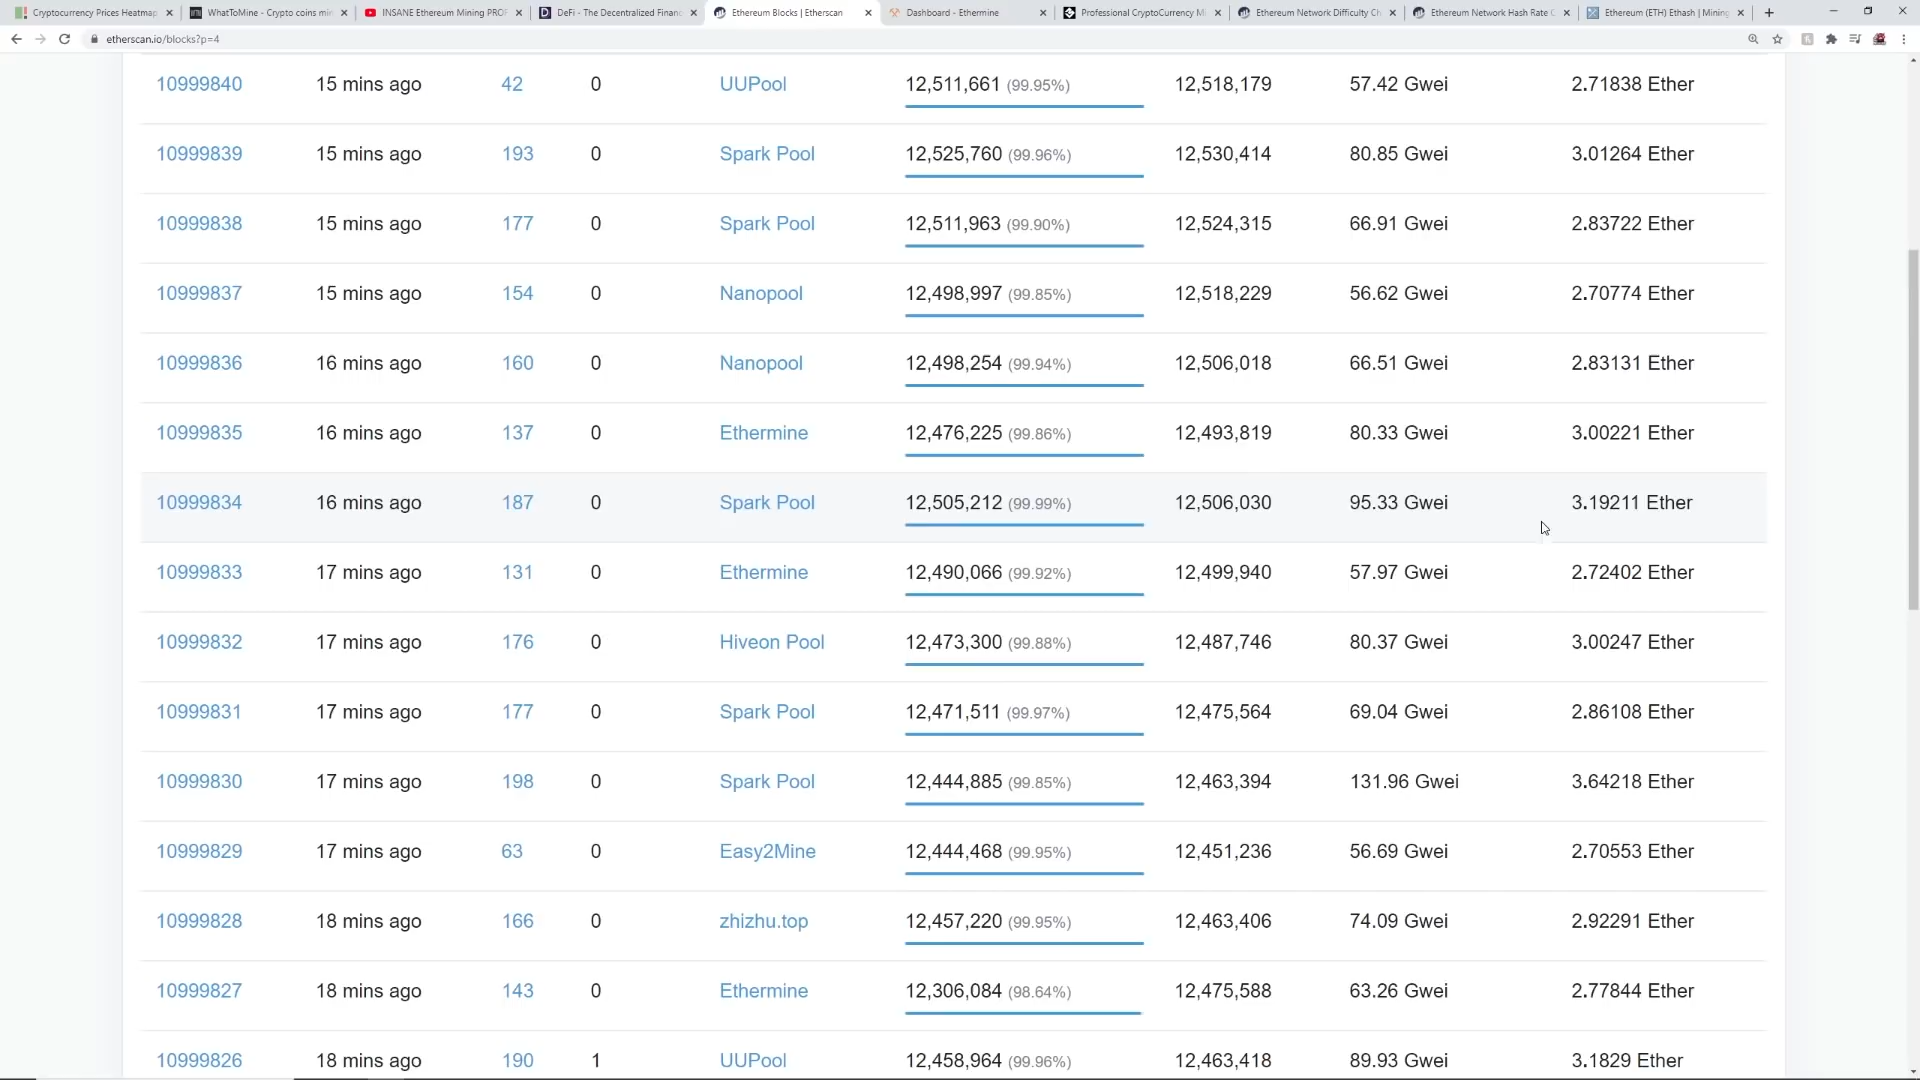 Cryptocurrency Prices Heatmap
WhatToMine - Crypto coins min
INSANE Ethereum Mining PROF
DeFi - The Decentralized Financ
Ethereum Blocks | Etherscan
Dashboard - Ethermine
Professional CryptoCurrency Mi
Ethereum Network Difficulty Ch
Ethereum Network Hash Rate C
Ethereum (ETH) Ethash | Mining
etherscan.io/blocks?p=4
10999840 15 mins ago 42 0 UUPool 12,511,661 (99.95%) 12,518,179 57.42 Gwei 2.71838 Ether
10999839 15 mins ago 193 0 Spark Pool 12,525,760 (99.96%) 12,530,414 80.85 Gwei 3.01264 Ether
10999838 15 mins ago 177 0 Spark Pool 12,511,963 (99.90%) 12,524,315 66.91 Gwei 2.83722 Ether
10999837 15 mins ago 154 0 Nanopool 12,498,997 (99.85%) 12,518,229 56.62 Gwei 2.70774 Ether
10999836 16 mins ago 160 0 Nanopool 12,498,254 (99.94%) 12,506,018 66.51 Gwei 2.83131 Ether
10999835 16 mins ago 137 0 Ethermine 12,476,225 (99.86%) 12,493,819 80.33 Gwei 3.00221 Ether
10999834 16 mins ago 187 0 Spark Pool 12,505,212 (99.99%) 12,506,030 95.33 Gwei 3.19211 Ether
10999833 17 mins ago 131 0 Ethermine 12,490,066 (99.92%) 12,499,940 57.97 Gwei 2.72402 Ether
10999832 17 mins ago 176 0 Hiveon Pool 12,473,300 (99.88%) 12,487,746 80.37 Gwei 3.00247 Ether
10999831 17 mins ago 177 0 Spark Pool 12,471,511 (99.97%) 12,475,564 69.04 Gwei 2.86108 Ether
10999830 17 mins ago 198 0 Spark Pool 12,444,885 (99.85%) 12,463,394 131.96 Gwei 3.64218 Ether
10999829 17 mins ago 63 0 Easy2Mine 12,444,468 (99.95%) 12,451,236 56.69 Gwei 2.70553 Ether
10999828 18 mins ago 166 0 zhizhu.top 12,457,220 (99.95%) 12,463,406 74.09 Gwei 2.92291 Ether
10999827 18 mins ago 143 0 Ethermine 12,306,084 (98.64%) 12,475,588 63.26 Gwei 2.77844 Ether
10999826 18 mins ago 190 1 UUPool 12,458,964 (99.96%) 12,463,418 89.93 Gwei 3.1829 Ether